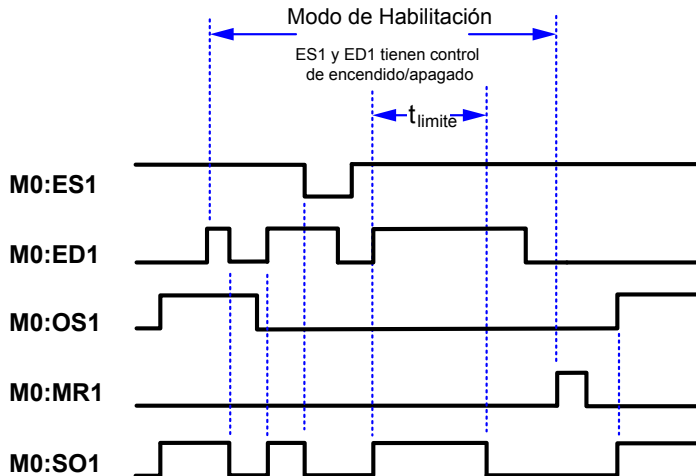 Modo de Habilitación
ES1 y ED1 tienen control
de encendido/apagado
tlimite
M0:ES1
M0:ED1
M0:OS1
M0:MR1
M0:SO1